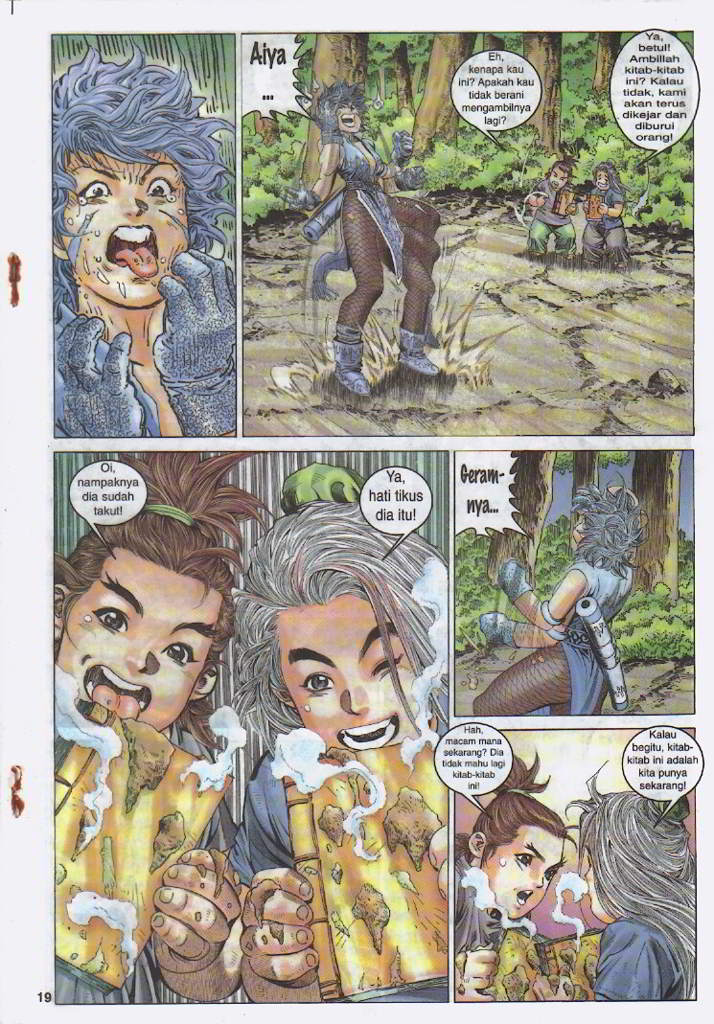 Aiya
...
Eh,
kenapa kau
ini? Apakah kau
tidak berani
mengambilnya
lagi?
Ya,
betul!
Ambillah
kitab-kitab
ini? Kalau
tidak, kami
akan terus
dikejar dan
diburui
orang!
Oi,
nampaknya
dia sudah
takut!
Ya,
hati tikus
dia itu!
Geram-
nya...
Hah,
macam mana
sekarang? Dia
tidak mahu lagi
kitab-kitab
ini!
Kalau
begitu, kitab-
kitab ini adalah
kita punya
sekarang!
19